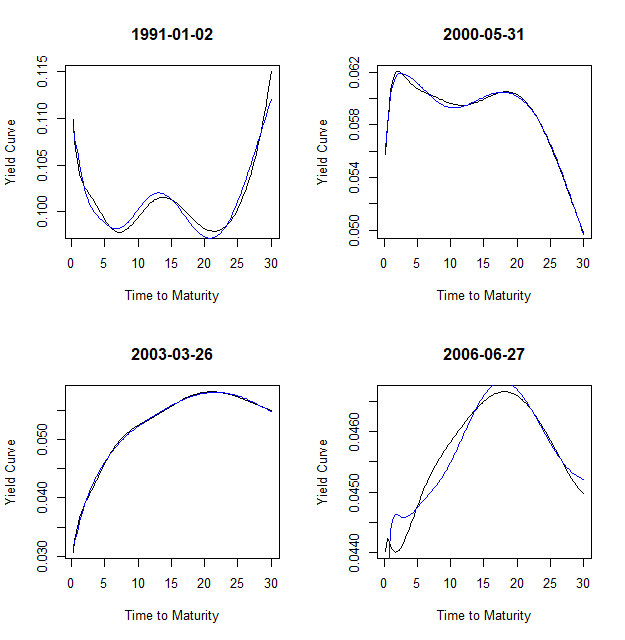 1991-01-02
Yield Curve
0.100 0.105 0.110 0.115
0 5 10 15 20 25 30
Time to Maturity
2000-05-31
Yield Curve
0.050 0.054 0.058 0.062
0 5 10 15 20 25 30
Time to Maturity
2003-03-26
Yield Curve
0.030 0.040 0.050
0 5 10 15 20 25 30
Time to Maturity
2006-06-27
Yield Curve
0.0440 0.0450 0.0460
0 5 10 15 20 25 30
Time to Maturity